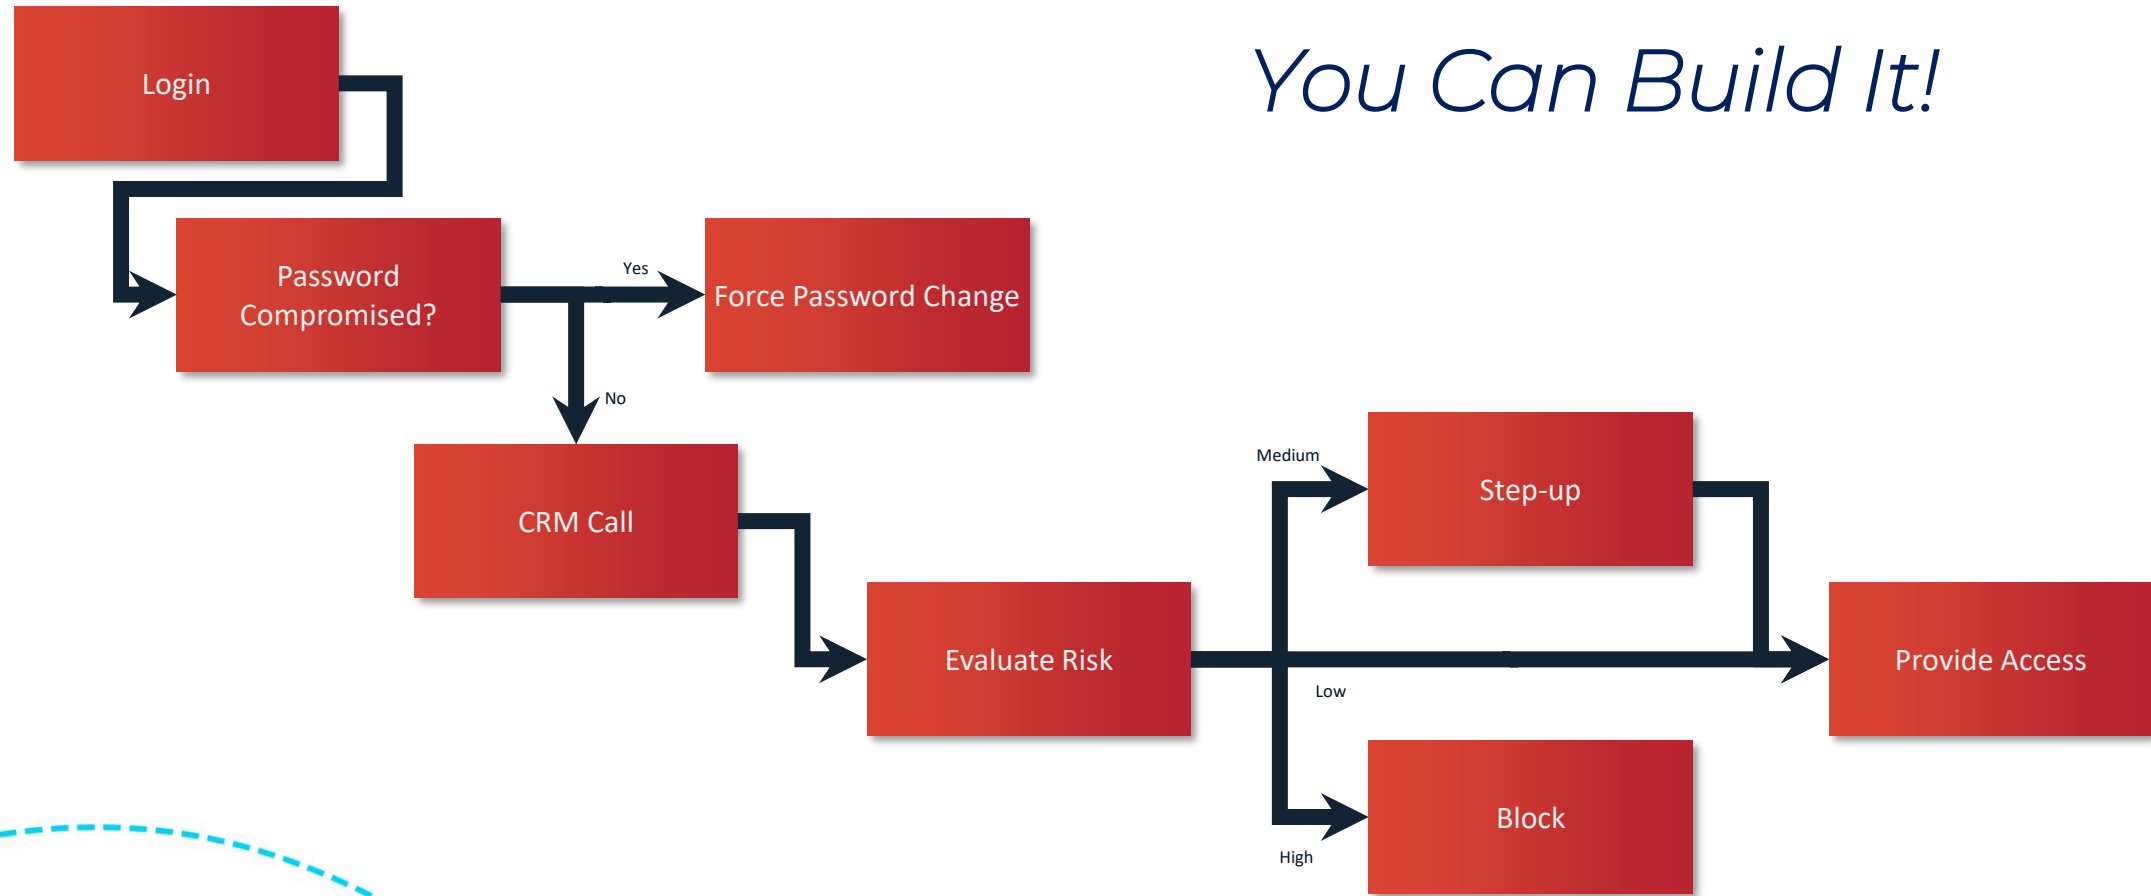 You Can Build It!
Login
Password
Compromised?
Yes
Force Password Change
No
CRM Call
Medium
Step-up
Evaluate Risk
Low
Provide Access
Block
High